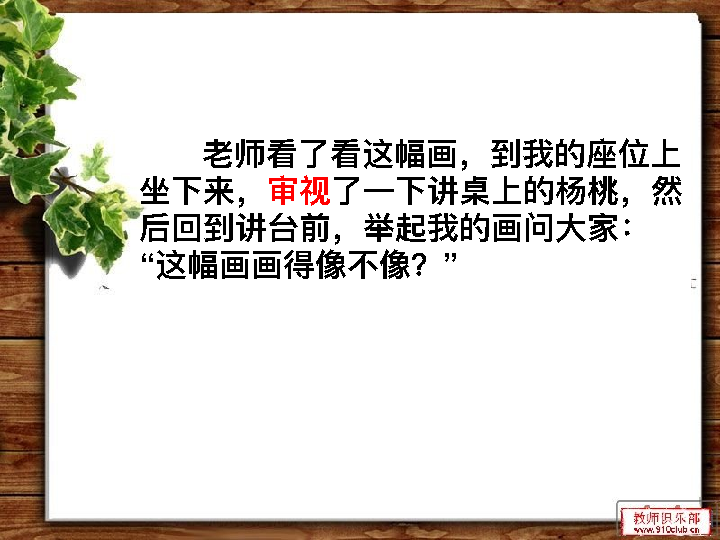 老师看了看这幅画，到我的座位上
坐下来，审视了一下讲桌上的杨桃，然
后回到讲台前，举起我的画问大家：
“这幅画画得像不像？”
教师俱乐部
www.910club.cn